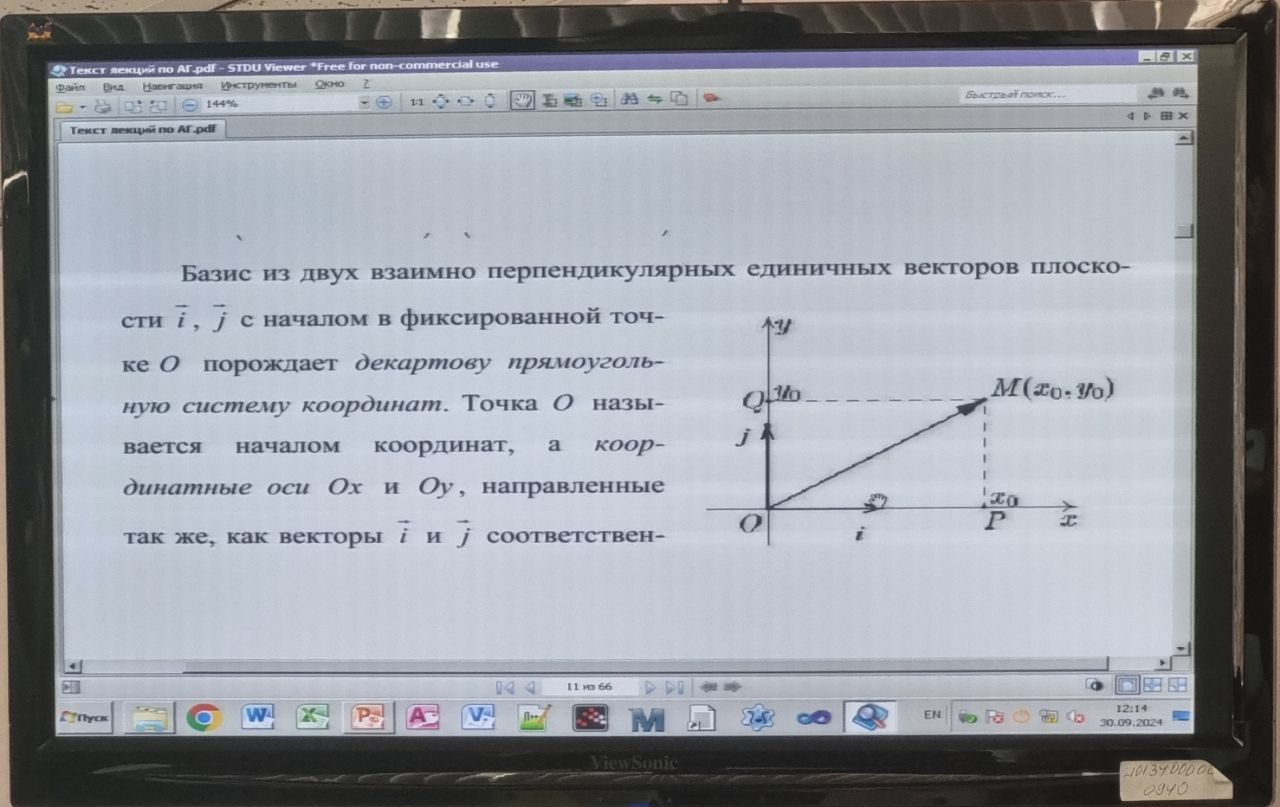 Текст лекций по АГ.pdf - STDU Viewer *Free for non-commercial use
Файл Вид Навигация Инструменты Окно ?
144% 1:1 Быстрый поиск...
Текст лекций по АГ.pdf
Базис из двух взаимно перпендикулярных единичных векторов плоско-
сти i, j с началом в фиксированной точ-
ке O порождает декартову прямоуголь-
ную систему координат. Точка O назы-
вается началом координат, а коор-
динатные оси Ox и Oy, направленные
так же, как векторы i и j соответствен-
y
Q y₀ M(x₀, y₀)
j
x₀
O i P x
11 из 66
Пуск
EN 12:14
30.09.2024
ViewSonic
0940